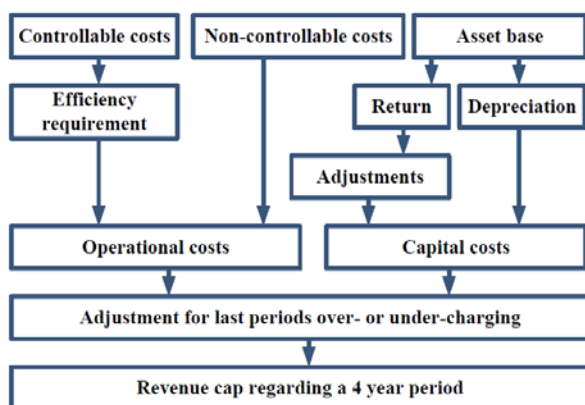 Controllable costs
Non-controllable costs
Asset base
Efficiency
requirement
Return
Depreciation
Adjustments
Operational costs
Capital costs
Adjustment for last periods over- or under-charging
Revenue cap regarding a 4 year period